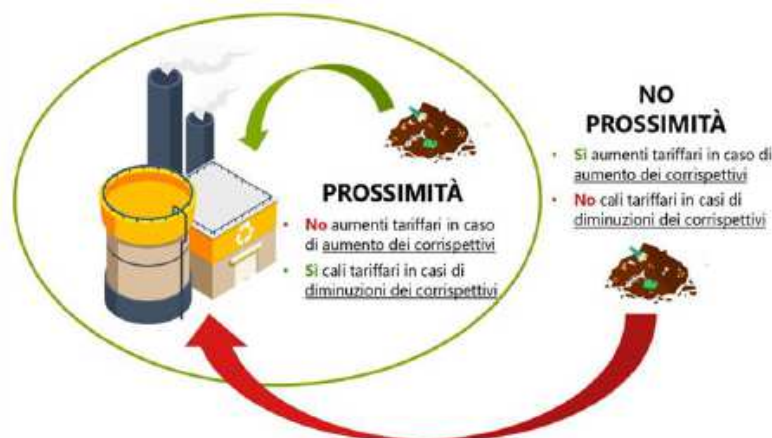 PROSSIMITÀ
• No aumenti tariffari in caso
di aumento dei corrispettivi
• Sì cali tariffari in casi di
diminuzioni dei corrispettivi
NO
PROSSIMITÀ
• Sì aumenti tariffari in caso di
aumento dei corrispettivi
• No cali tariffari in casi di
diminuzioni dei corrispettivi